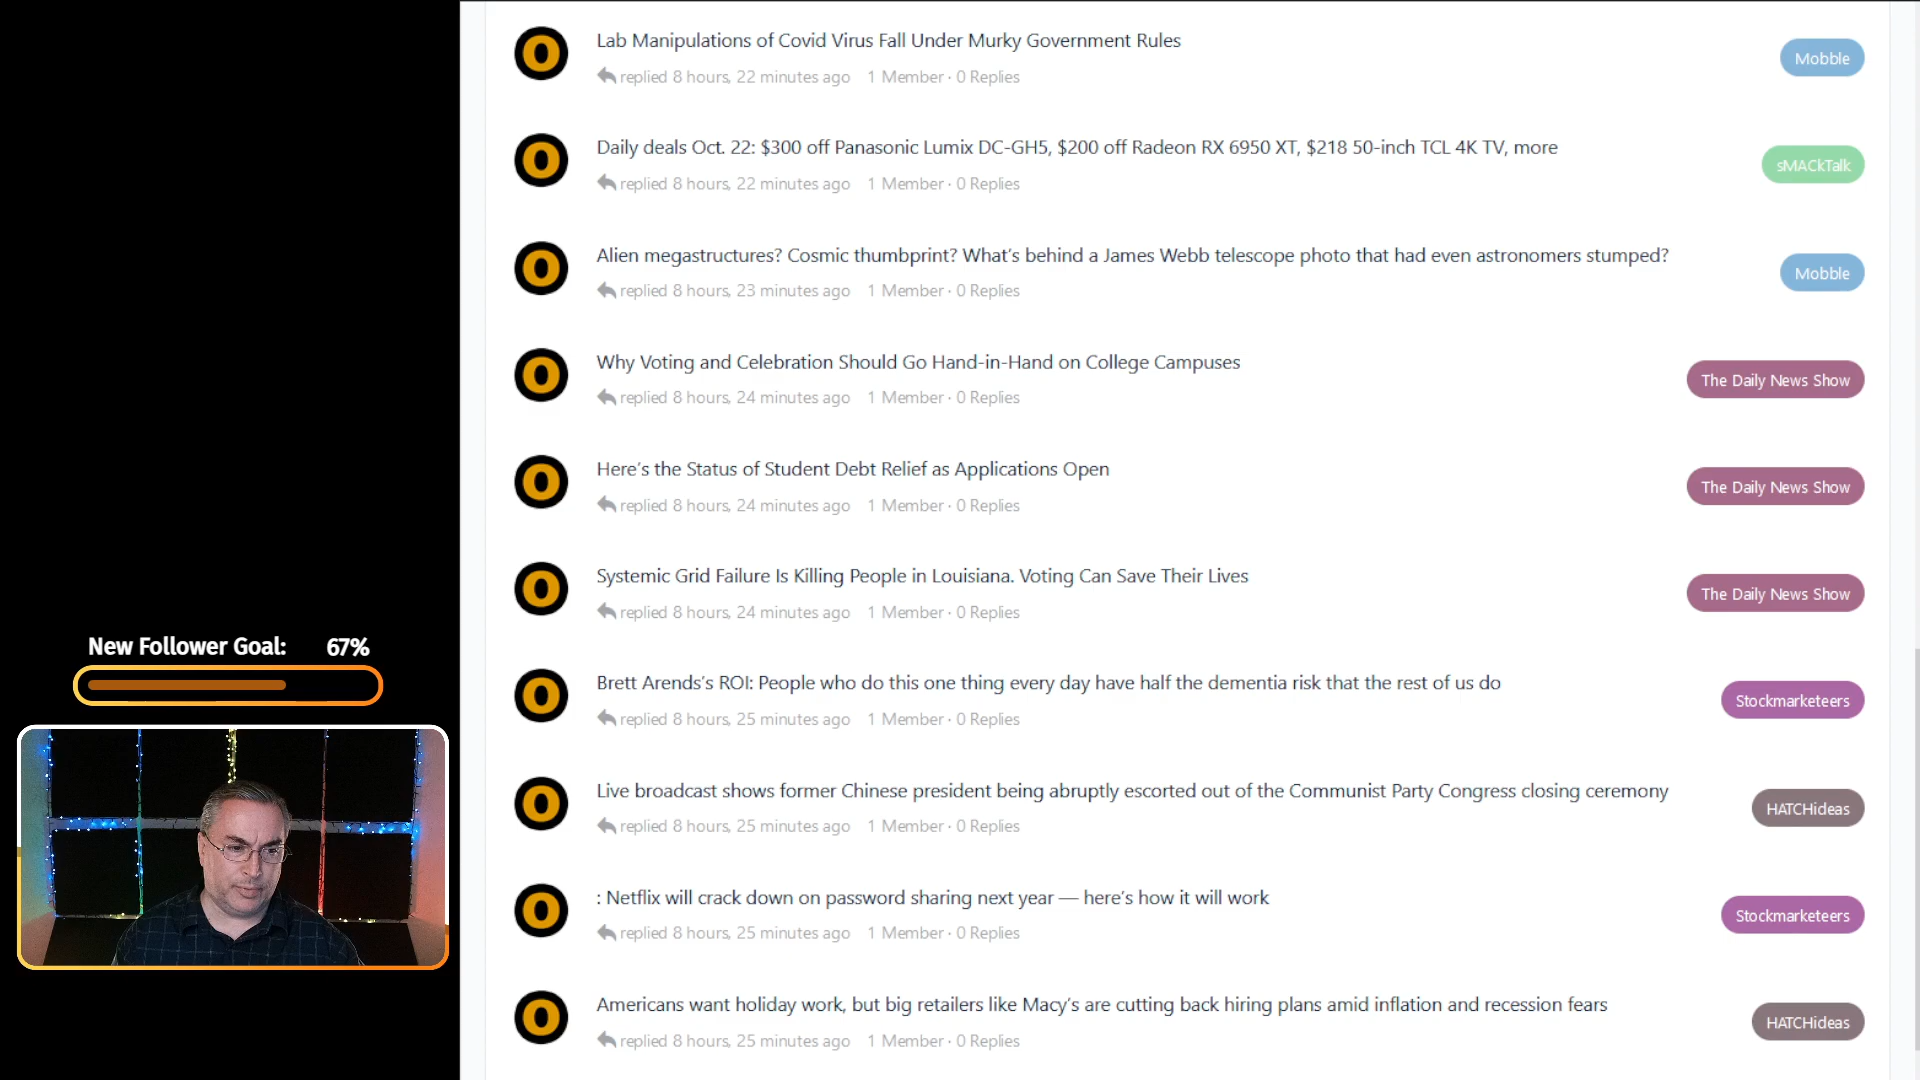 O
Lab Manipulations of Covid Virus Fall Under Murky Government Rules
replied 8 hours, 22 minutes ago 1 Member · 0 Replies
Mobble
O
Daily deals Oct. 22: $300 off Panasonic Lumix DC-GH5, $200 off Radeon RX 6950 XT, $218 50-inch TCL 4K TV, more
replied 8 hours, 22 minutes ago 1 Member · 0 Replies
sMACkTalk
O
Alien megastructures? Cosmic thumbprint? What's behind a James Webb telescope photo that had even astronomers stumped?
replied 8 hours, 23 minutes ago 1 Member · 0 Replies
Mobble
O
Why Voting and Celebration Should Go Hand-in-Hand on College Campuses
replied 8 hours, 24 minutes ago 1 Member · 0 Replies
The Daily News Show
O
Here's the Status of Student Debt Relief as Applications Open
replied 8 hours, 24 minutes ago 1 Member · 0 Replies
The Daily News Show
O
Systemic Grid Failure Is Killing People in Louisiana. Voting Can Save Their Lives
replied 8 hours, 24 minutes ago 1 Member · 0 Replies
The Daily News Show
O
Brett Arends's ROI: People who do this one thing every day have half the dementia risk that the rest of us do
replied 8 hours, 25 minutes ago 1 Member · 0 Replies
Stockmarketeers
O
Live broadcast shows former Chinese president being abruptly escorted out of the Communist Party Congress closing ceremony
replied 8 hours, 25 minutes ago 1 Member · 0 Replies
HATCHideas
O
: Netflix will crack down on password sharing next year — here's how it will work
replied 8 hours, 25 minutes ago 1 Member · 0 Replies
Stockmarketeers
O
Americans want holiday work, but big retailers like Macy's are cutting back hiring plans amid inflation and recession fears
replied 8 hours, 25 minutes ago 1 Member · 0 Replies
HATCHideas
New Follower Goal: 67%